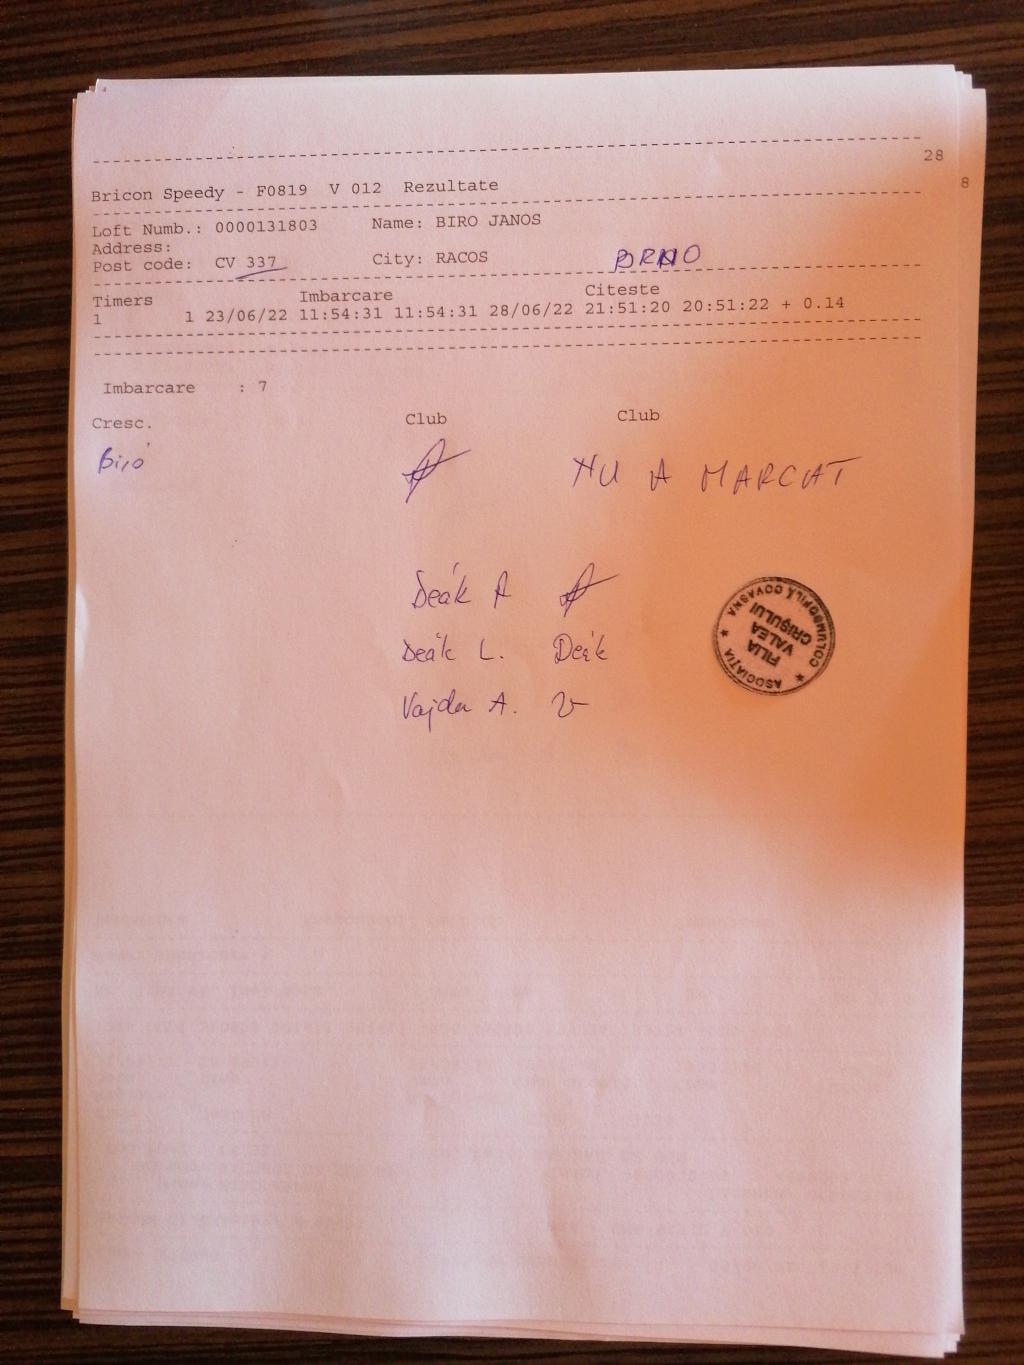 28
Bricon Speedy - F0819 V 012 Rezultate
8
Loft Numb.: 0000131803 Name: BIRO JANOS
Address:
Post code: CV 337 City: RACOS BRNO
Timers Imbarcare Citeste
1 1 23/06/22 11:54:31 11:54:31 28/06/22 21:51:20 20:51:22 + 0.14
Imbarcare : 7
Cresc. Club Club
Biró NU A MARCAT
Deák A
Deák L. Deák
Vajda A.
ASOCIAȚIA COLUMBOFILĂ COVASNA
FILIA
VALEA
CRIȘULUI